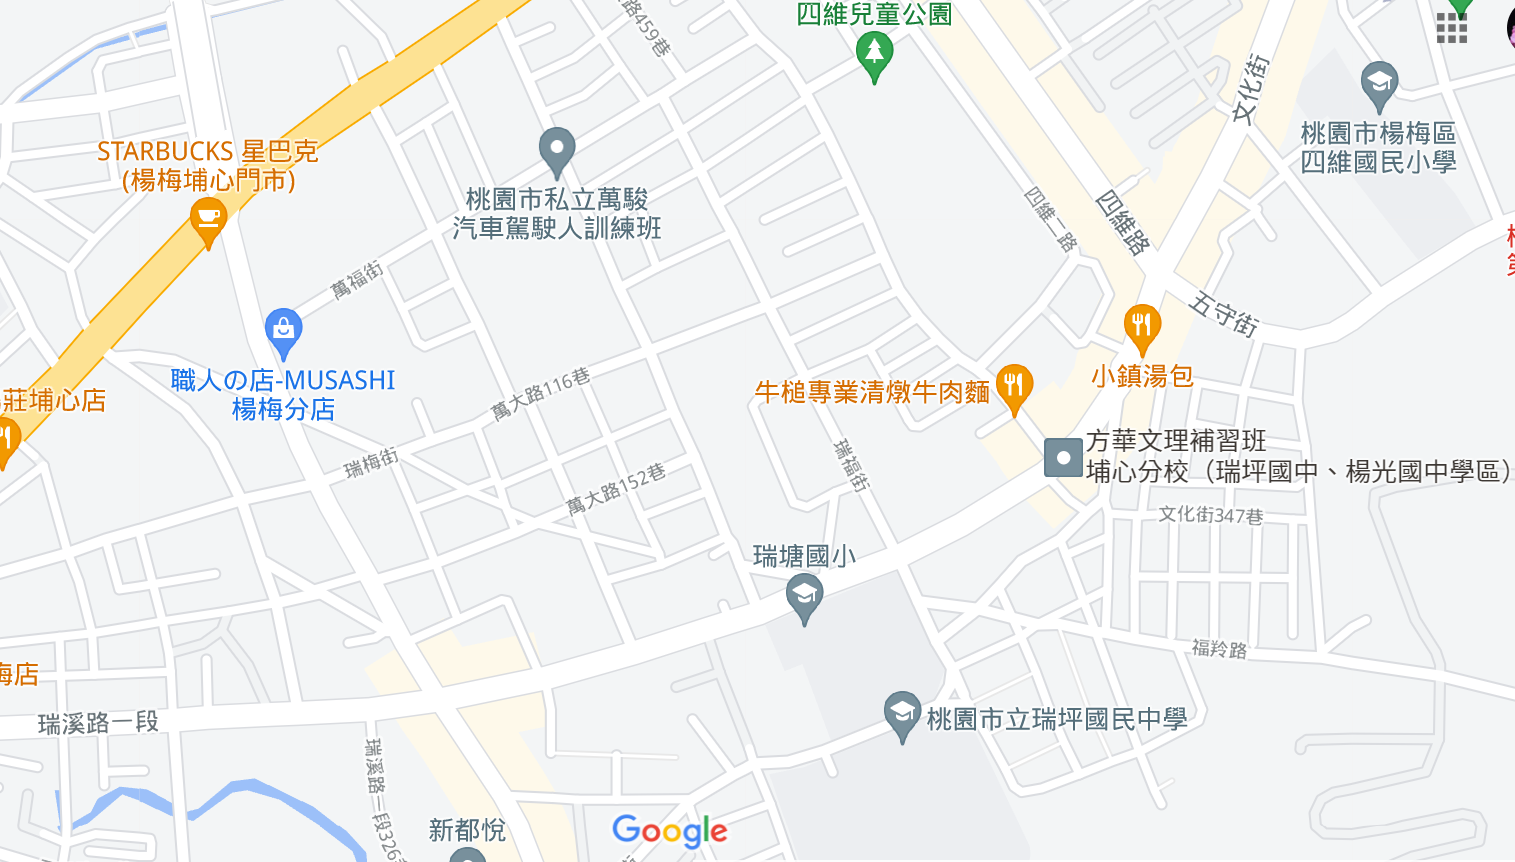 四維兒童公園
路459巷
文化街
桃園市楊梅區
四維國民小學
STARBUCKS 星巴克
(楊梅埔心門市)
桃園市私立萬駿
汽車駕駛人訓練班
四維二路
四維路
萬福街
五守街
職人の店-MUSASHI
楊梅分店
莊埔心店
萬大路116巷
牛槌專業清燉牛肉麵
小鎮湯包
方華文理補習班
埔心分校（瑞坪國中、楊光國中學區）
瑞梅街
瑞福街
萬大路152巷
文化街347巷
瑞塘國小
福羚路
梅店
瑞溪路一段
桃園市立瑞坪國民中學
瑞溪路一段326巷
新都悅
Google